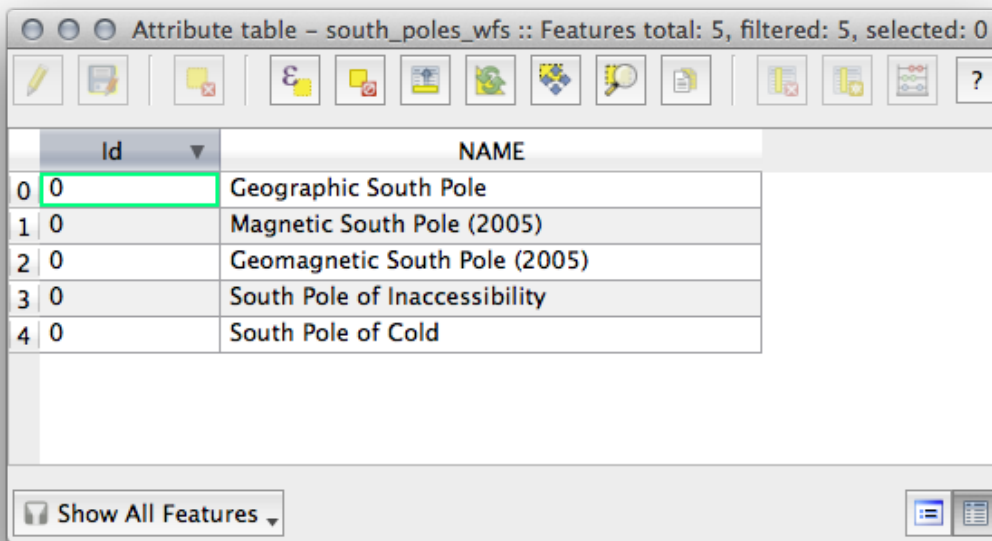 Attribute table – south_poles_wfs :: Features total: 5, filtered: 5, selected: 0
ε ?
Id NAME
0 0 Geographic South Pole
1 0 Magnetic South Pole (2005)
2 0 Geomagnetic South Pole (2005)
3 0 South Pole of Inaccessibility
4 0 South Pole of Cold
Show All Features